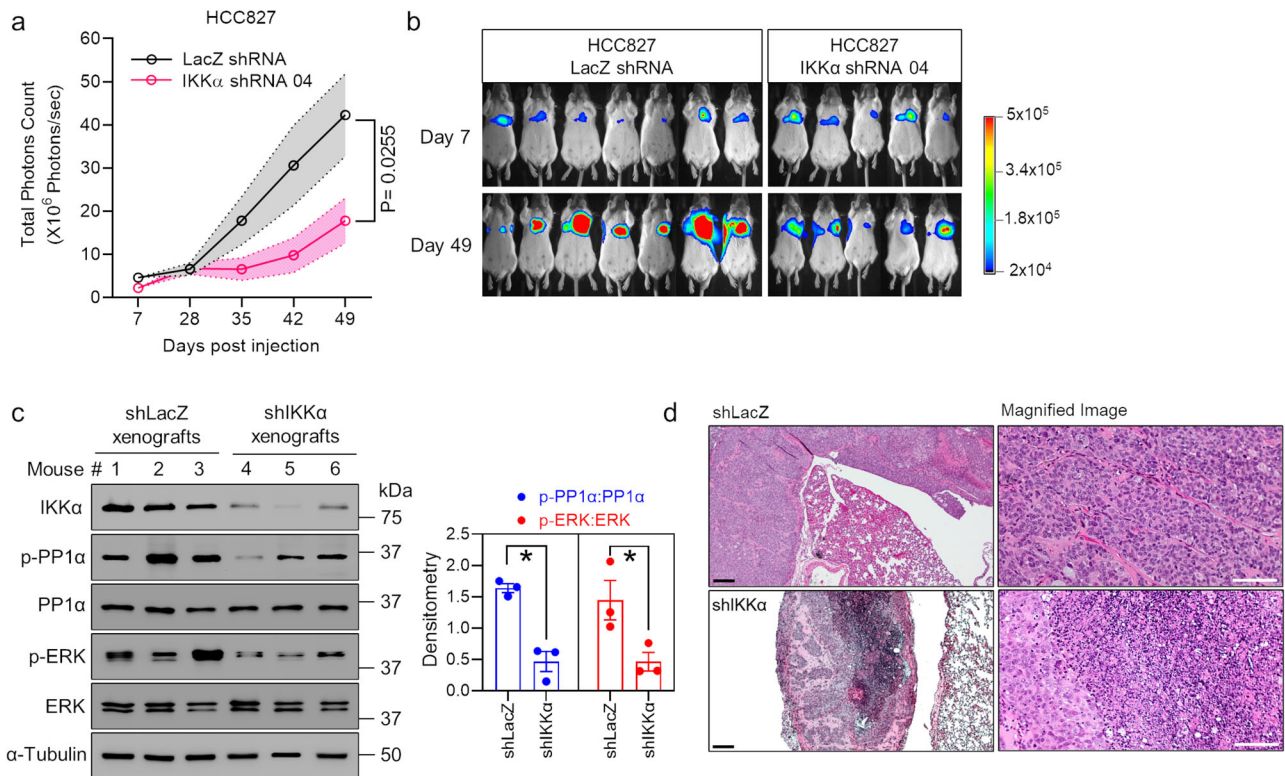 a
HCC827
Total Photons Count
(X10⁶ Photons/sec)
60
50
40
30
20
10
0
LacZ shRNA
IKKα shRNA 04
P= 0.0255
7 28 35 42 49
Days post injection
b
HCC827
LacZ shRNA
HCC827
IKKα shRNA 04
Day 7
Day 49
5x10⁵
3.4x10⁵
1.8x10⁵
2x10⁴
c
shLacZ
xenografts
shIKKα
xenografts
Mouse # 1 2 3 4 5 6
kDa
IKKα
75
p-PP1α
37
PP1α
37
p-ERK
37
ERK
37
α-Tubulin
50
p-PP1α:PP1α
p-ERK:ERK
Densitometry
2.5
2.0
1.5
1.0
0.5
0.0
* *
shLacZ
shIKKα
shLacZ
shIKKα
d
shLacZ
Magnified Image
shIKKα